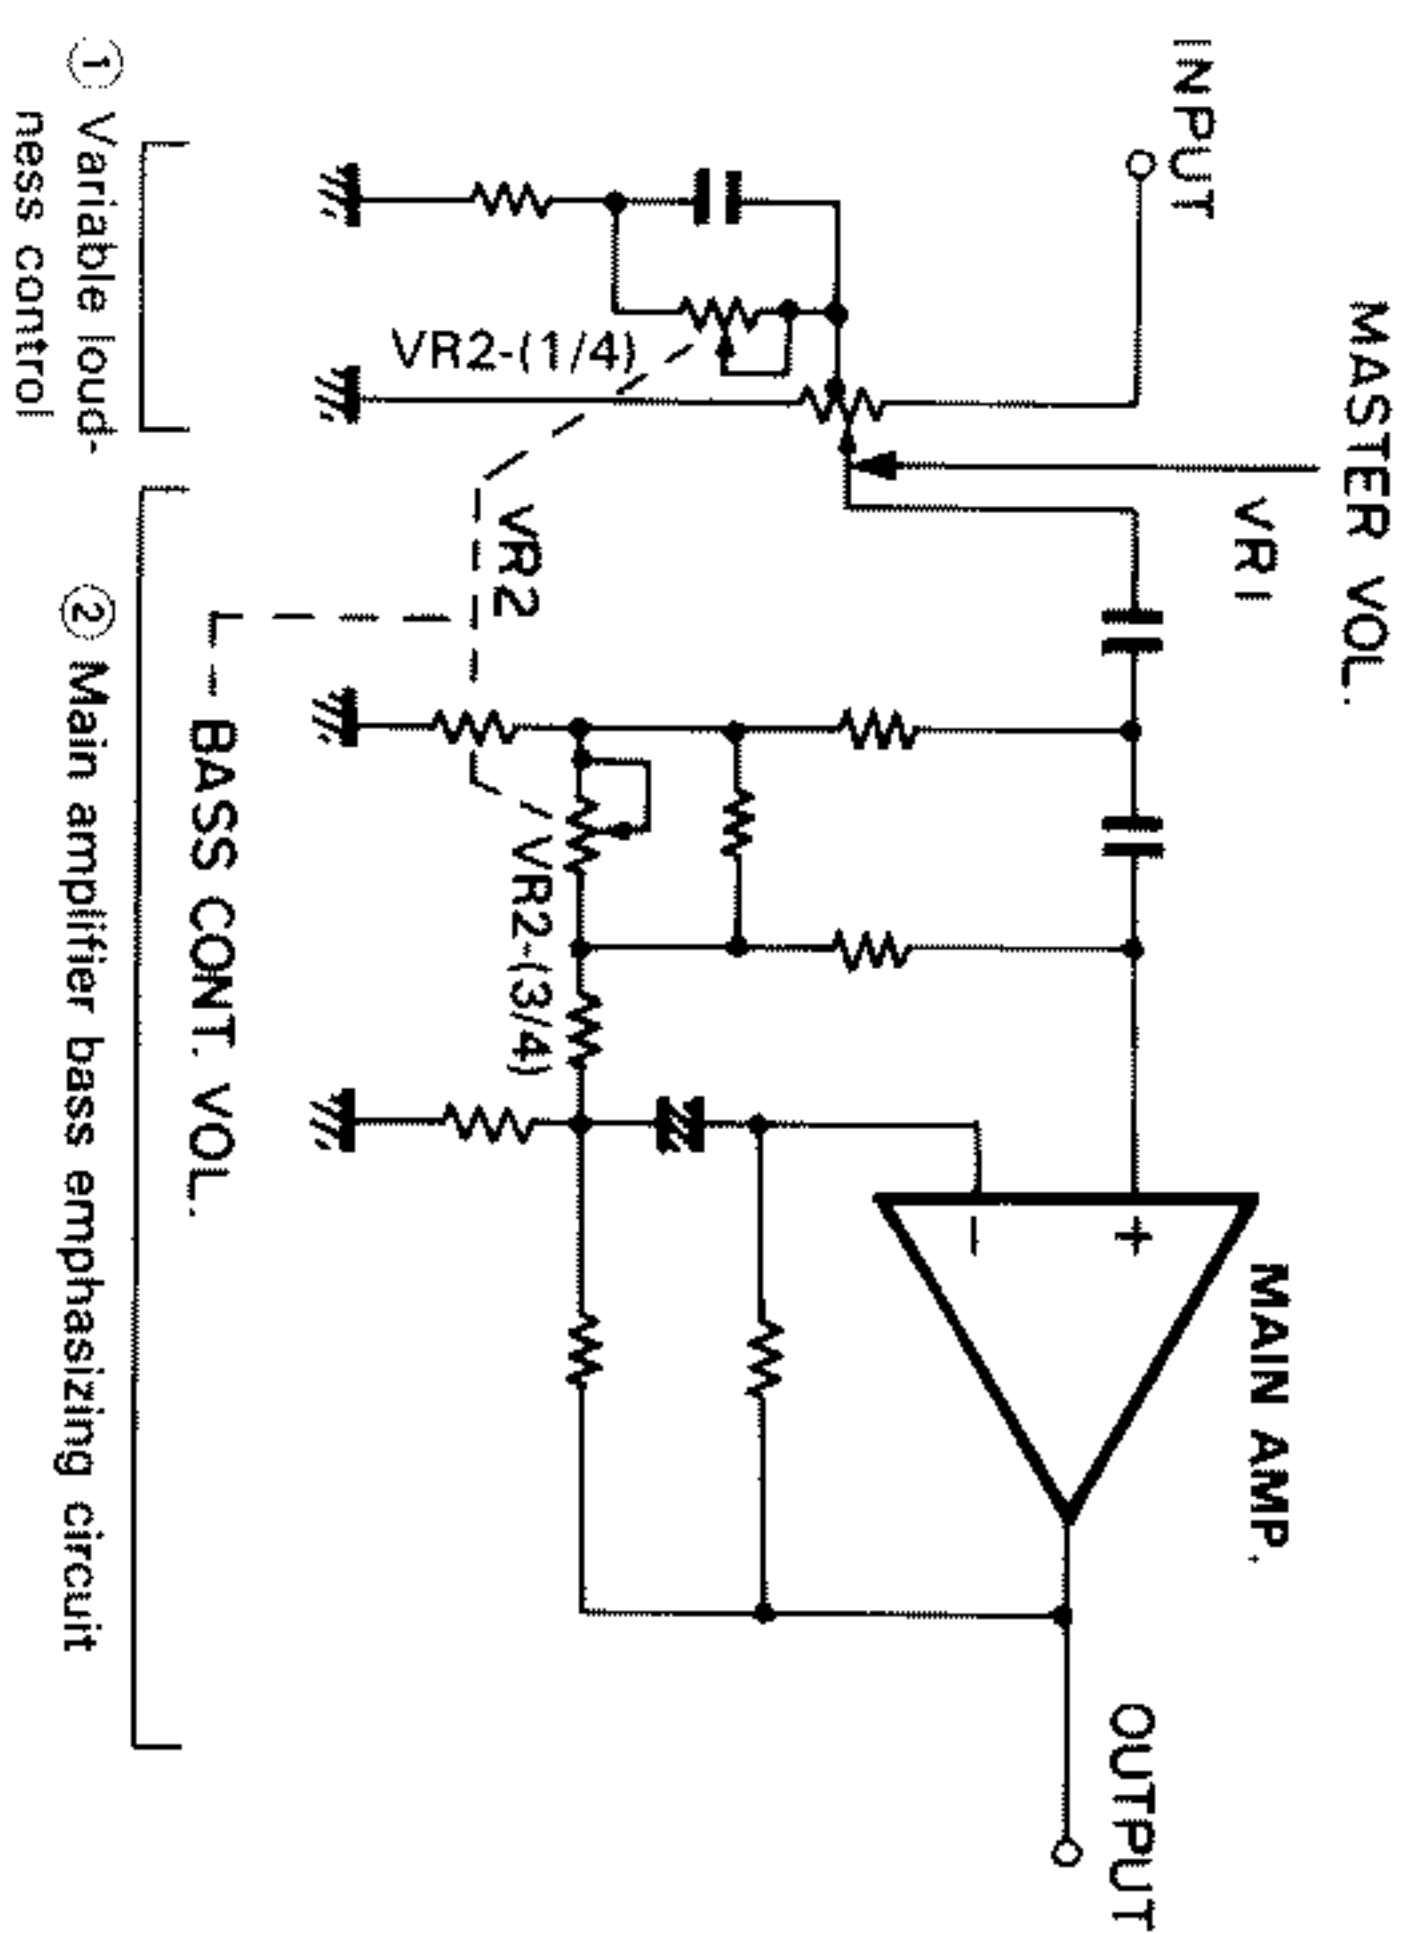 MASTER VOL.
INPUT
VR1
MAIN AMP.
OUTPUT
+
−
VR2-(1/4)
VR2
VR2-(3/4)
BASS CONT. VOL.
① Variable loud-
ness control
② Main amplifier bass emphasizing circuit